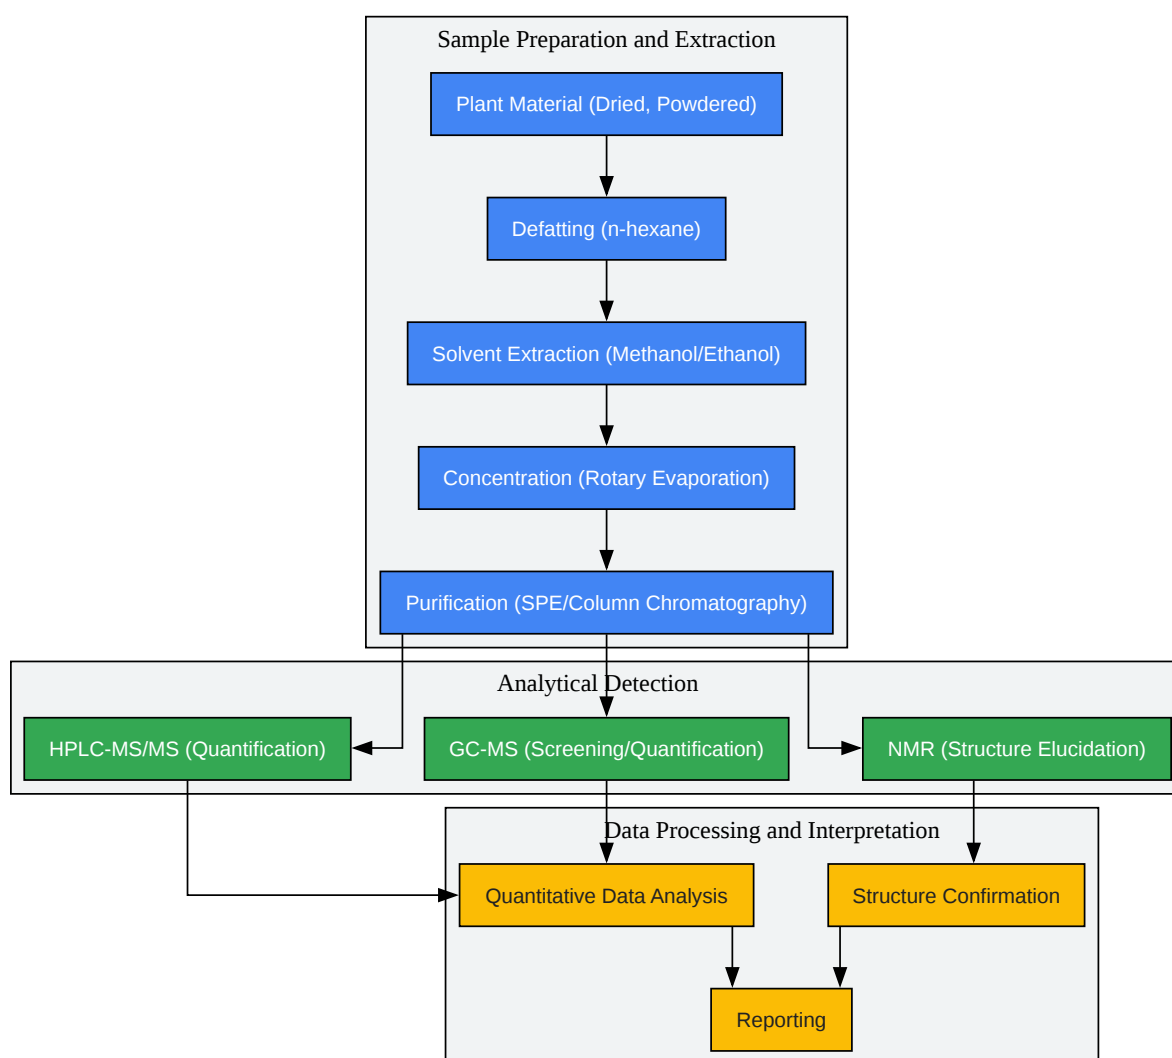 Sample Preparation and Extraction
Plant Material (Dried, Powdered)
Defatting (n-hexane)
Solvent Extraction (Methanol/Ethanol)
Concentration (Rotary Evaporation)
Purification (SPE/Column Chromatography)
Analytical Detection
HPLC-MS/MS (Quantification)
GC-MS (Screening/Quantification)
NMR (Structure Elucidation)
Data Processing and Interpretation
Quantitative Data Analysis
Structure Confirmation
Reporting